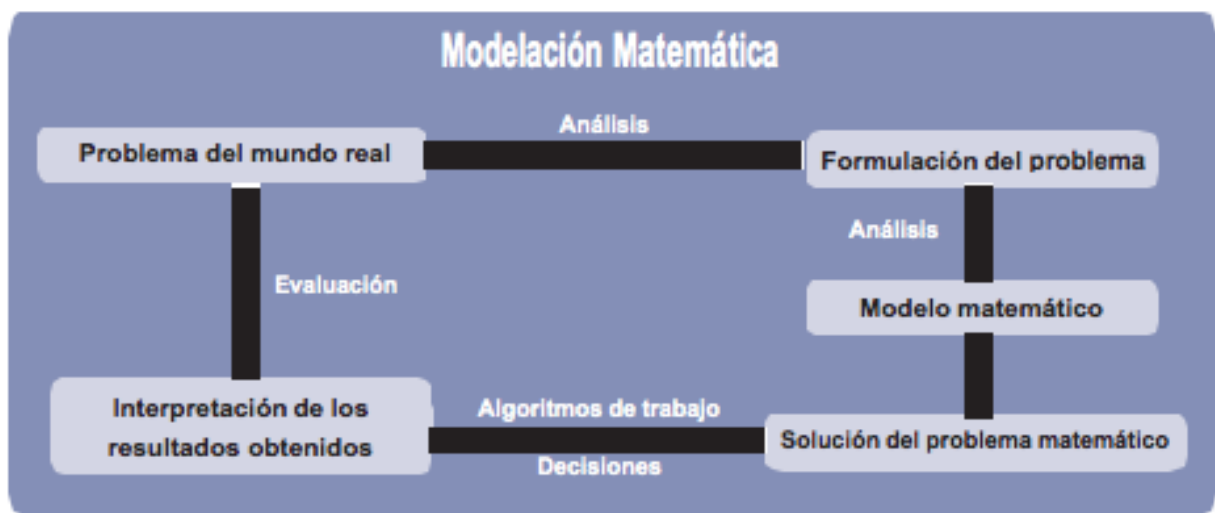 Modelación Matemática
Análisis
Problema del mundo real
Formulación del problema
Análisis
Evaluación
Modelo matemático
Interpretación de los
resultados obtenidos
Algoritmos de trabajo
Decisiones
Solución del problema matemático